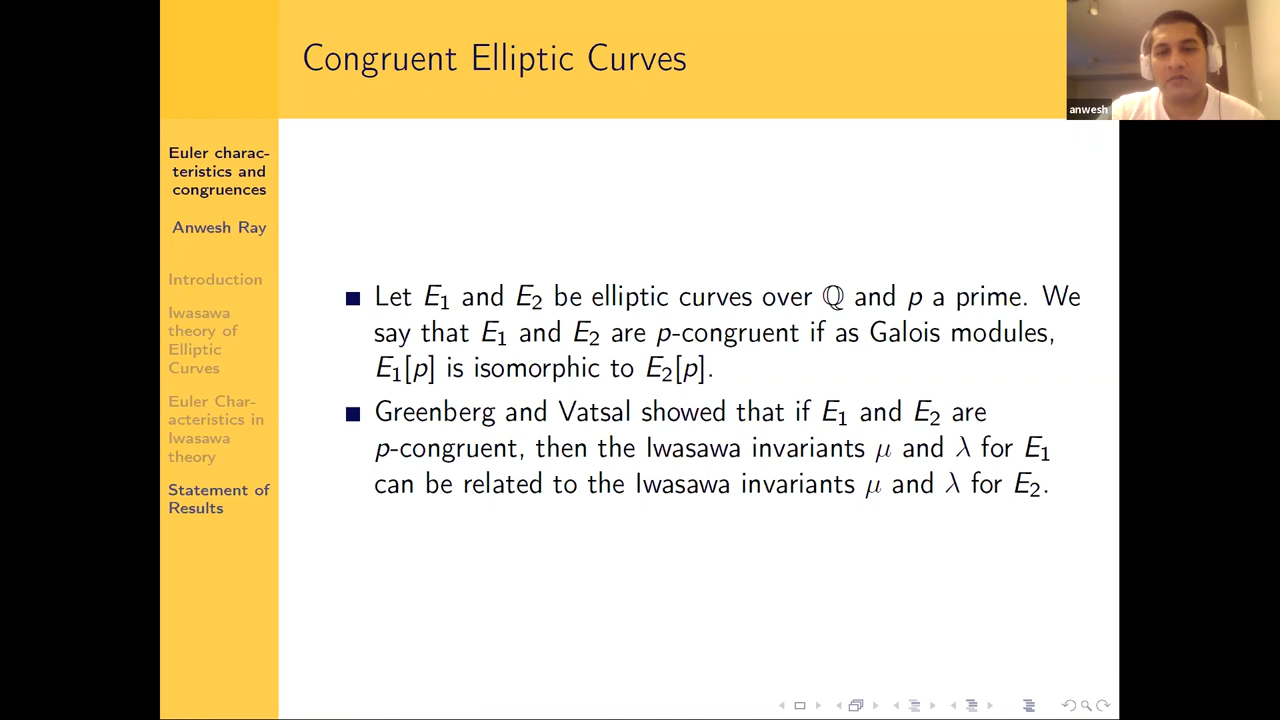 Congruent Elliptic Curves
anwesh
Euler charac-
teristics and
congruences
Anwesh Ray
Introduction
Iwasawa
theory of
Elliptic
Curves
Euler Char-
acteristics in
Iwasawa
theory
Statement of
Results
Let E₁ and E₂ be elliptic curves over ℚ and p a prime. We
say that E₁ and E₂ are p-congruent if as Galois modules,
E₁[p] is isomorphic to E₂[p].
Greenberg and Vatsal showed that if E₁ and E₂ are
p-congruent, then the Iwasawa invariants μ and λ for E₁
can be related to the Iwasawa invariants μ and λ for E₂.